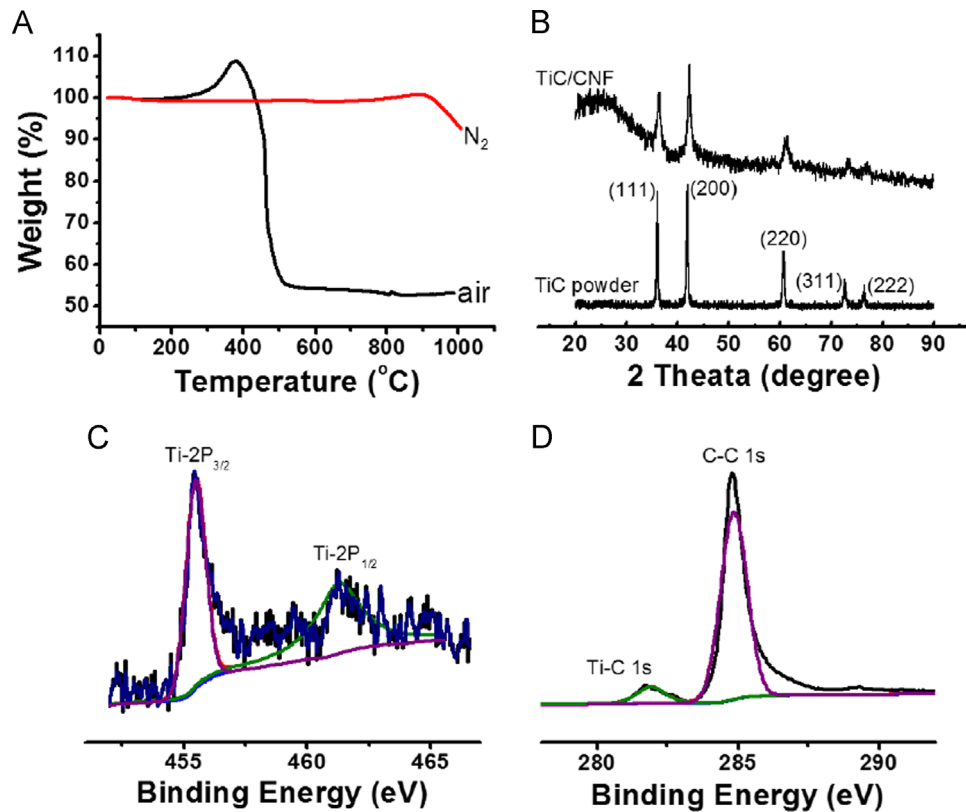 A
110
100
90
80
70
60
50
Weight (%)
N₂
air
0 200 400 600 800 1000
Temperature (°C)
B
TiC/CNF
(111)
(200)
(220)
(311)
(222)
TiC powder
20 30 40 50 60 70 80 90
2 Theata (degree)
C
Ti-2P3/2
Ti-2P1/2
455 460 465
Binding Energy (eV)
D
C-C 1s
Ti-C 1s
280 285 290
Binding Energy (eV)